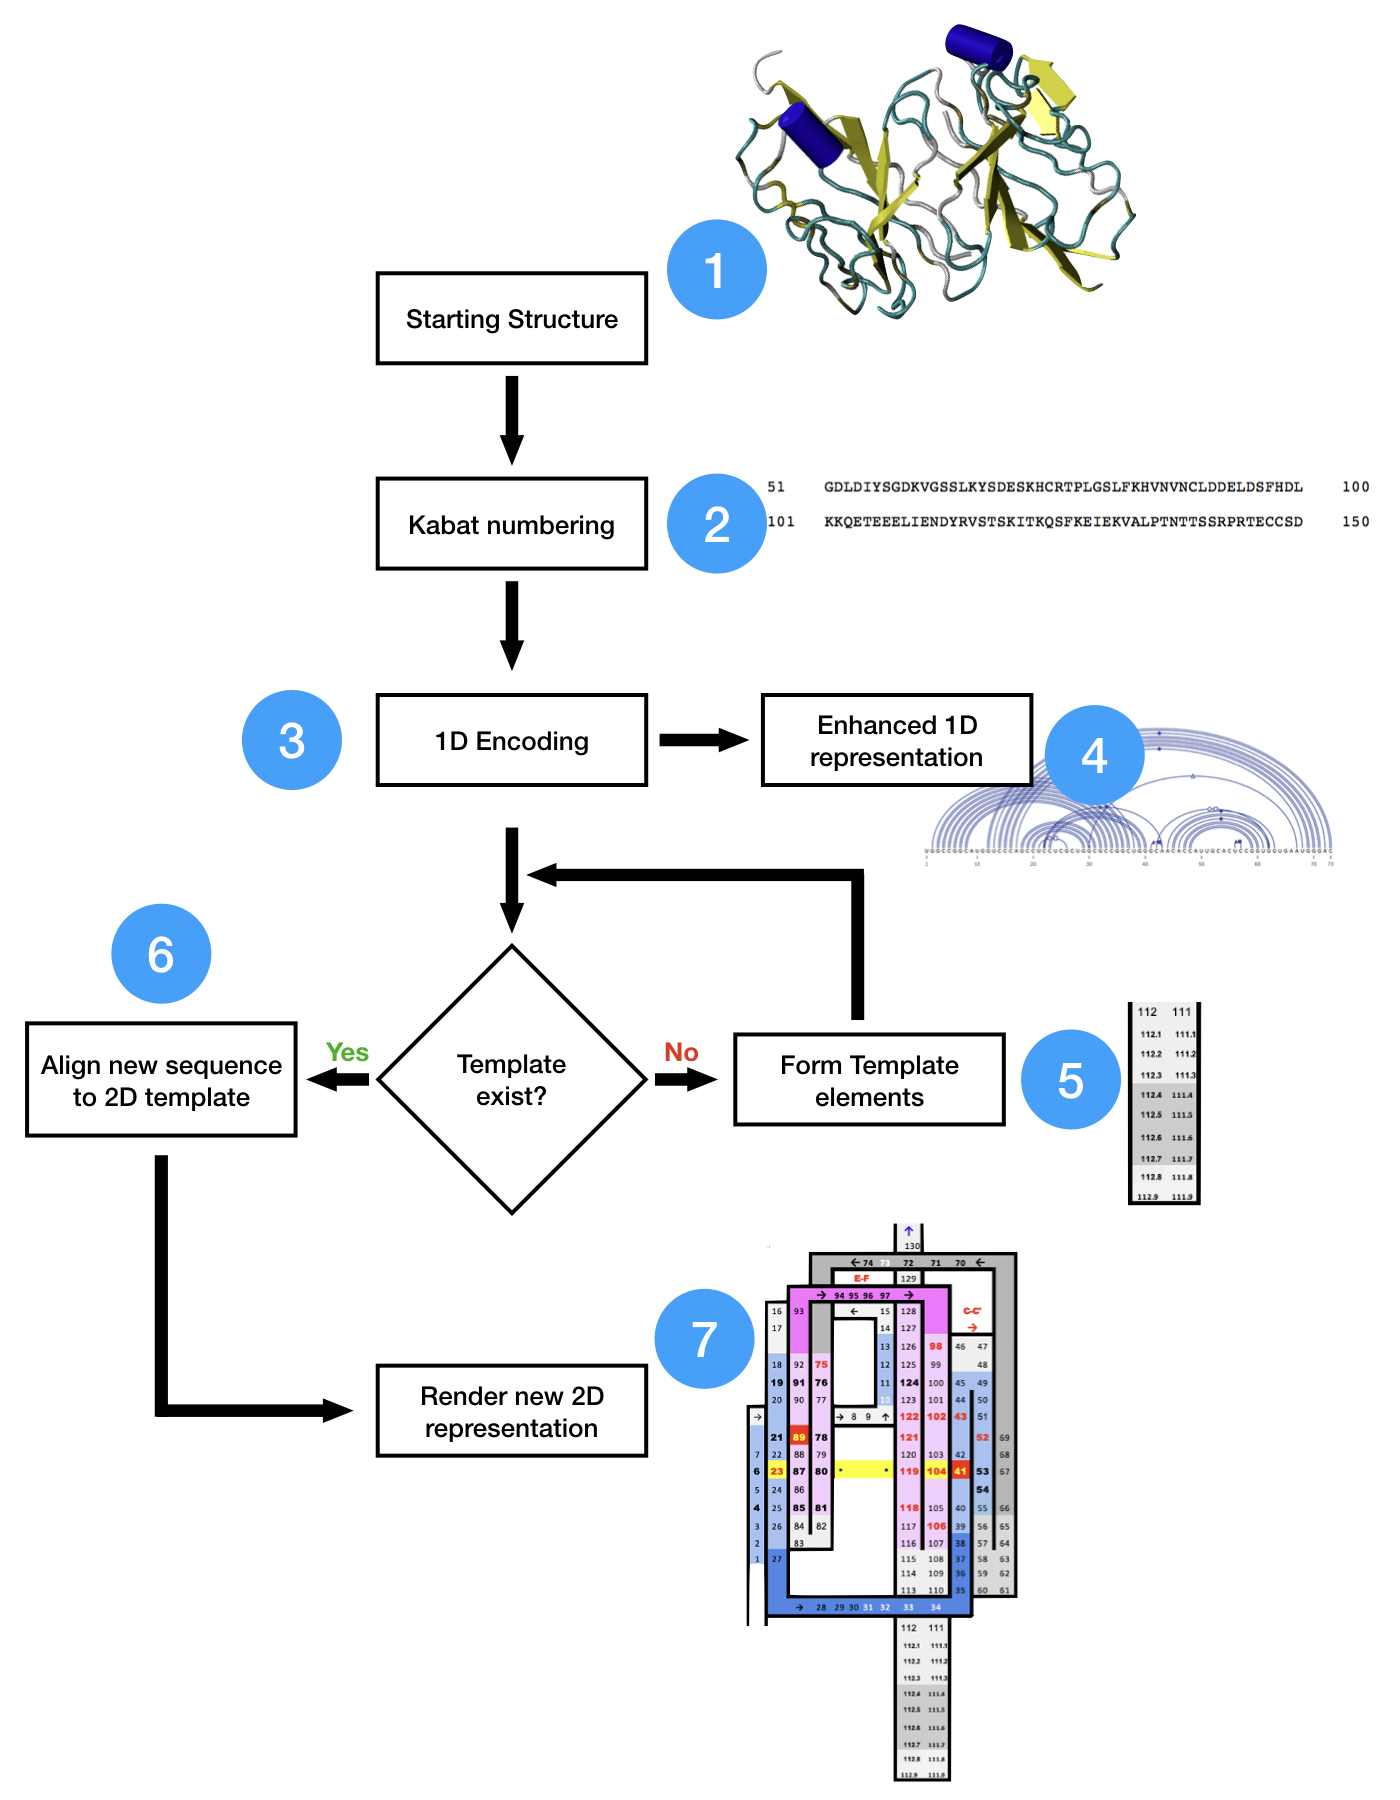 1
Starting Structure
Kabat numbering
2
51 GDLDIYSGDKVGSSLKYSDESKHCRTPLGSLFKHVNVNCLDDELDSFHDL 100
101 KKQETEEELIENDYRVSTSKITKQSFKEIEKVALPTNTTSSRPRTECCSD 150
3
1D Encoding
Enhanced 1D
representation
4
1 10 20 30 40 50 60 70 73
6
Align new sequence
to 2D template
Yes
Template
exist?
No
Form Template
elements
5
112 111
112.1 111.1
112.2 111.2
112.3 111.3
112.4 111.4
112.5 111.5
112.6 111.6
112.7 111.7
112.8 111.8
112.9 111.9
Render new 2D
representation
7
↑
130
← 74 73 72 71 70 ←
E-F 129
→ 94 95 96 97 →
16 93 ← 15 128 C-C'
17 14 127 →
13 126 98 46 47
18 92 75 12 125 99 48
19 91 76 11 124 100 45 49
20 90 77 10 123 101 44 50
→ → 8 9 ↑ 122 102 43 51
21 89 78 121 52 69
7 22 88 79 120 103 42 68
6 23 87 80 * * 119 104 41 53 67
5 24 86 54
4 25 85 81 118 105 40 55 66
3 26 84 82 117 106 39 56 65
2 83 116 107 38 57 64
1 27 115 108 37 58 63
114 109 36 59 62
113 110 35 60 61
→ 28 29 30 31 32 33 34
112 111
112.1 111.1
112.2 111.2
112.3 111.3
112.4 111.4
112.5 111.5
112.6 111.6
112.7 111.7
112.8 111.8
112.9 111.9